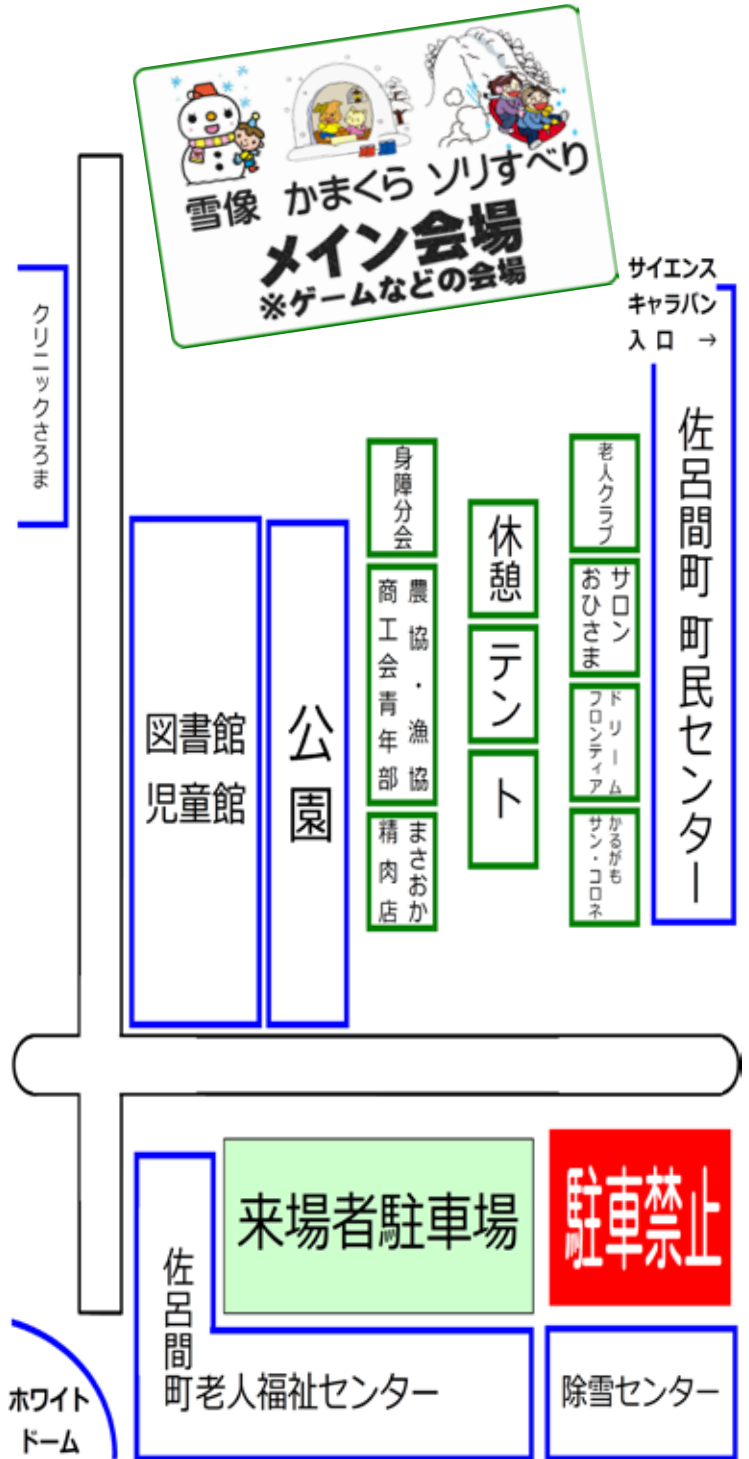 雪像 かまくら ソリすべり
メイン会場
※ゲームなどの会場
サイエンス
キャラバン
入口 →
クリニックさろま
佐呂間町 町民センター
身障分会
農協・漁協
商工会青年部
まさおか
精肉店
休憩
テン
ト
老人クラブ
サロン
おひさま
ドリーム
フロンティア
かるがも
サン・コロネ
図書館
児童館
公園
来場者駐車場
駐車禁止
佐呂間町老人福祉センター
除雪センター
ホワイト
ドーム